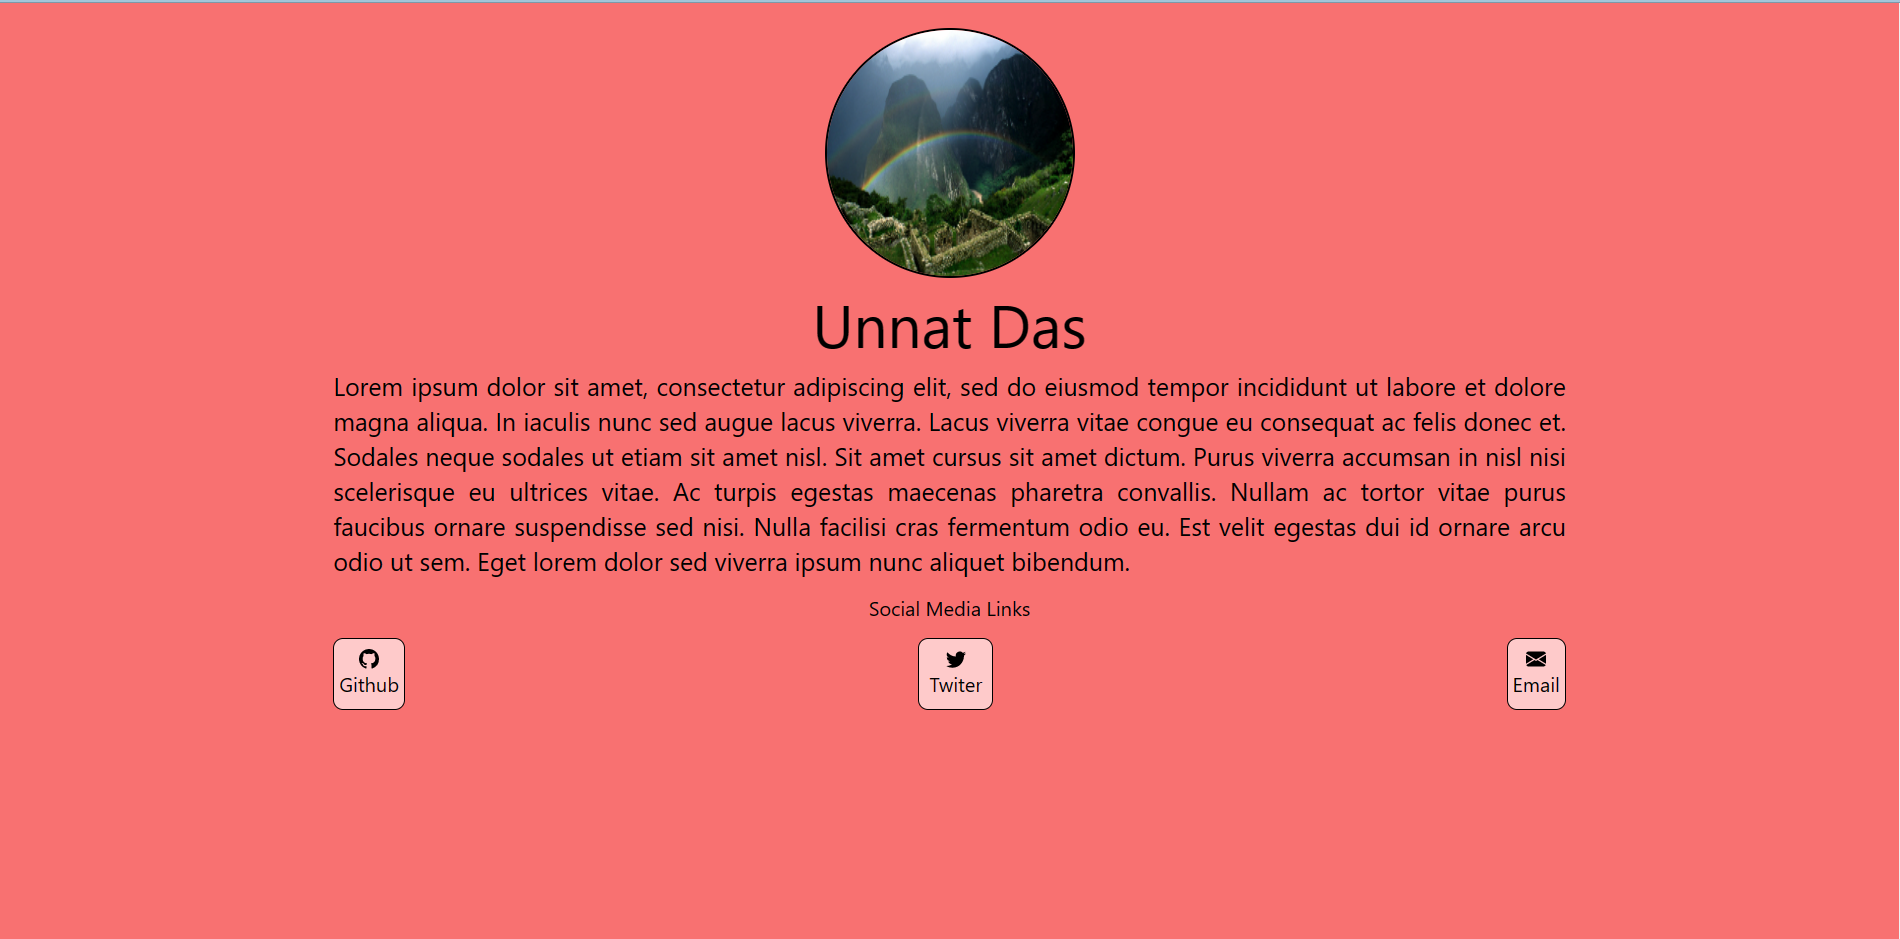 Unnat Das
Lorem ipsum dolor sit amet, consectetur adipiscing elit, sed do eiusmod tempor incididunt ut labore et dolore
magna aliqua. In iaculis nunc sed augue lacus viverra. Lacus viverra vitae congue eu consequat ac felis donec et.
Sodales neque sodales ut etiam sit amet nisl. Sit amet cursus sit amet dictum. Purus viverra accumsan in nisl nisi
scelerisque eu ultrices vitae. Ac turpis egestas maecenas pharetra convallis. Nullam ac tortor vitae purus
faucibus ornare suspendisse sed nisi. Nulla facilisi cras fermentum odio eu. Est velit egestas dui id ornare arcu
odio ut sem. Eget lorem dolor sed viverra ipsum nunc aliquet bibendum.
Social Media Links
Github
Twiter
Email